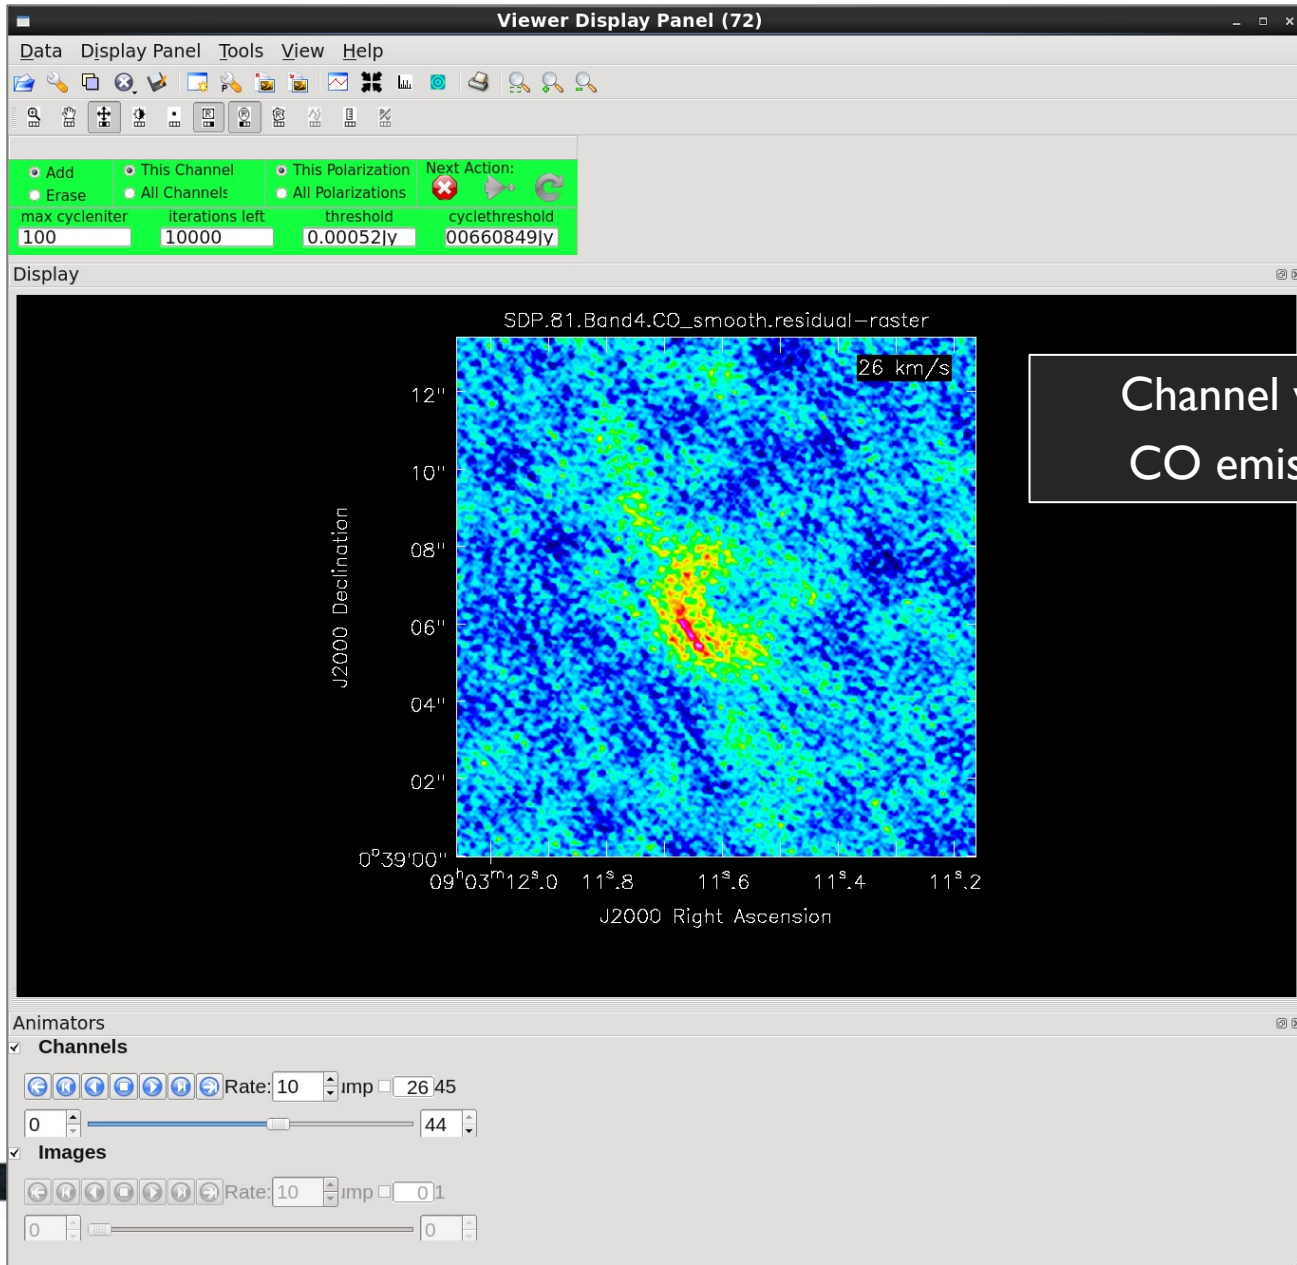 Viewer Display Panel (72)
Data Display Panel Tools View Help
Add This Channel This Polarization Next Action:
Erase All Channels All Polarizations
max cycleniter iterations left threshold cyclethreshold
100 10000 0.00052Jy 00660849Jy
Display
SDP.81.Band4.CO_smooth.residual-raster
26 km/s
Channel
CO
12"
10"
08"
06"
04"
02"
0°39'00"
J2000 Declination
09ʰ03ᵐ12ˢ.0 11ˢ.8 11ˢ.6 11ˢ.4 11ˢ.2
J2000 Right Ascension
Animators
Channels
Rate: 10 ump 26 45
0 44
Images
Rate: 10 ump 0 1
0 0